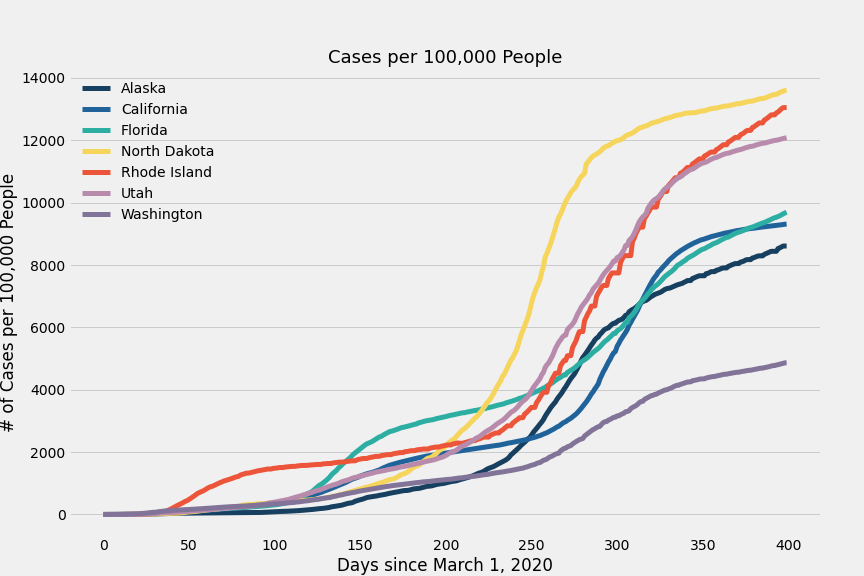 Cases per 100,000 People
# of Cases per 100,000 People
14000
12000
10000
8000
6000
4000
2000
0
Alaska
California
Florida
North Dakota
Rhode Island
Utah
Washington
0 50 100 150 200 250 300 350 400
Days since March 1, 2020